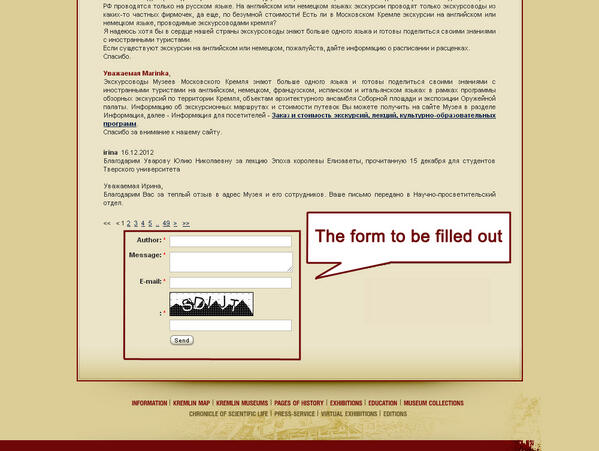 РФ проводятся только на русском языке. На английском или немецком языках экскурсии проводят только экскурсоводы из
каких-то частных фирмочек, да еще, по безумной стоимости! Есть ли в Московском Кремле экскурсии на английском или
немецком языке, проводимые экскурсоводами кремля?
Я надеюсь хотя бы в сердце нашей страны экскурсоводы знают больше одного языка и готовы поделиться своими знаниями
с иностранными туристами.
Если существуют экскурсии на английском или немецком, пожалуйста, дайте информацию о расписании и расценках.
Спасибо.
Уважаемая Marinka,
Экскурсоводы Музеев Московского Кремля знают больше одного языка и готовы поделиться своими знаниями с
иностранными туристами на английском, немецком, французском, испанском и итальянском языках в рамках программы
обзорных экскурсий по территории Кремля, объектам архитектурного ансамбля Соборной площади и экспозиции Оружейной
палаты. Информацию об экскурсионных маршрутах и стоимости путевок Вы можете получить на сайте Музея в разделе
Информация, далее - Информация для посетителей - Заказ и стоимость экскурсий, лекций, культурно-образовательных
программ.
Спасибо за внимание к нашему сайту.
irina 16.12.2012
Благодарим Уварову Юлию Николаевну за лекцию Эпоха королевы Елизаветы, прочитанную 15 декабря для студентов
Тверского университета
Уважаемая Ирина,
Благодарим Вас за теплый отзыв в адрес Музея и его сотрудников. Ваше письмо передано в Научно-просветительский
отдел.
<< < 1 2 3 4 5 .. 49 > >>
Author: *
The form to be filled out
Message: *
E-mail: *
: *
Send
INFORMATION | KREMLIN MAP | KREMLIN MUSEUMS | PAGES OF HISTORY | EXHIBITIONS | EDUCATION | MUSEUM COLLECTIONS
CHRONICLE OF SCIENTIFIC LIFE | PRESS-SERVICE | VIRTUAL EXHIBITIONS | EDITIONS